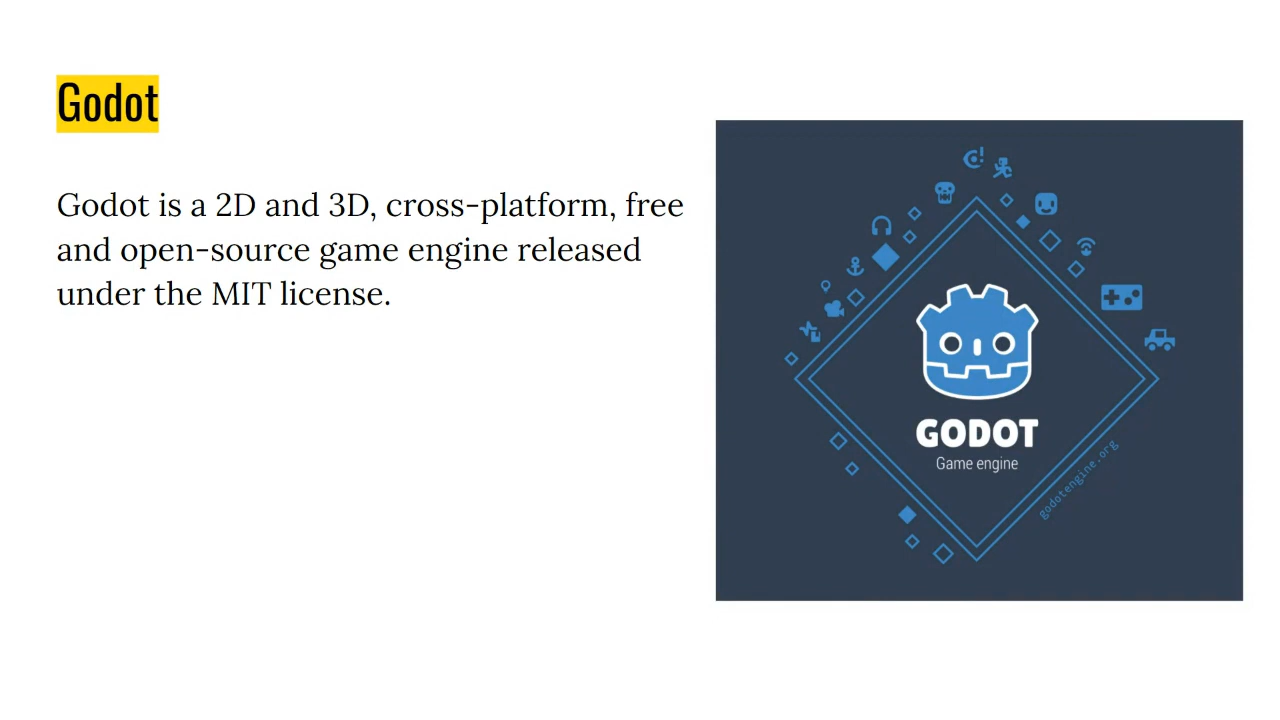 Godot
Godot is a 2D and 3D, cross-platform, free
and open-source game engine released
under the MIT license.
GODOT
Game engine
godotengine.org